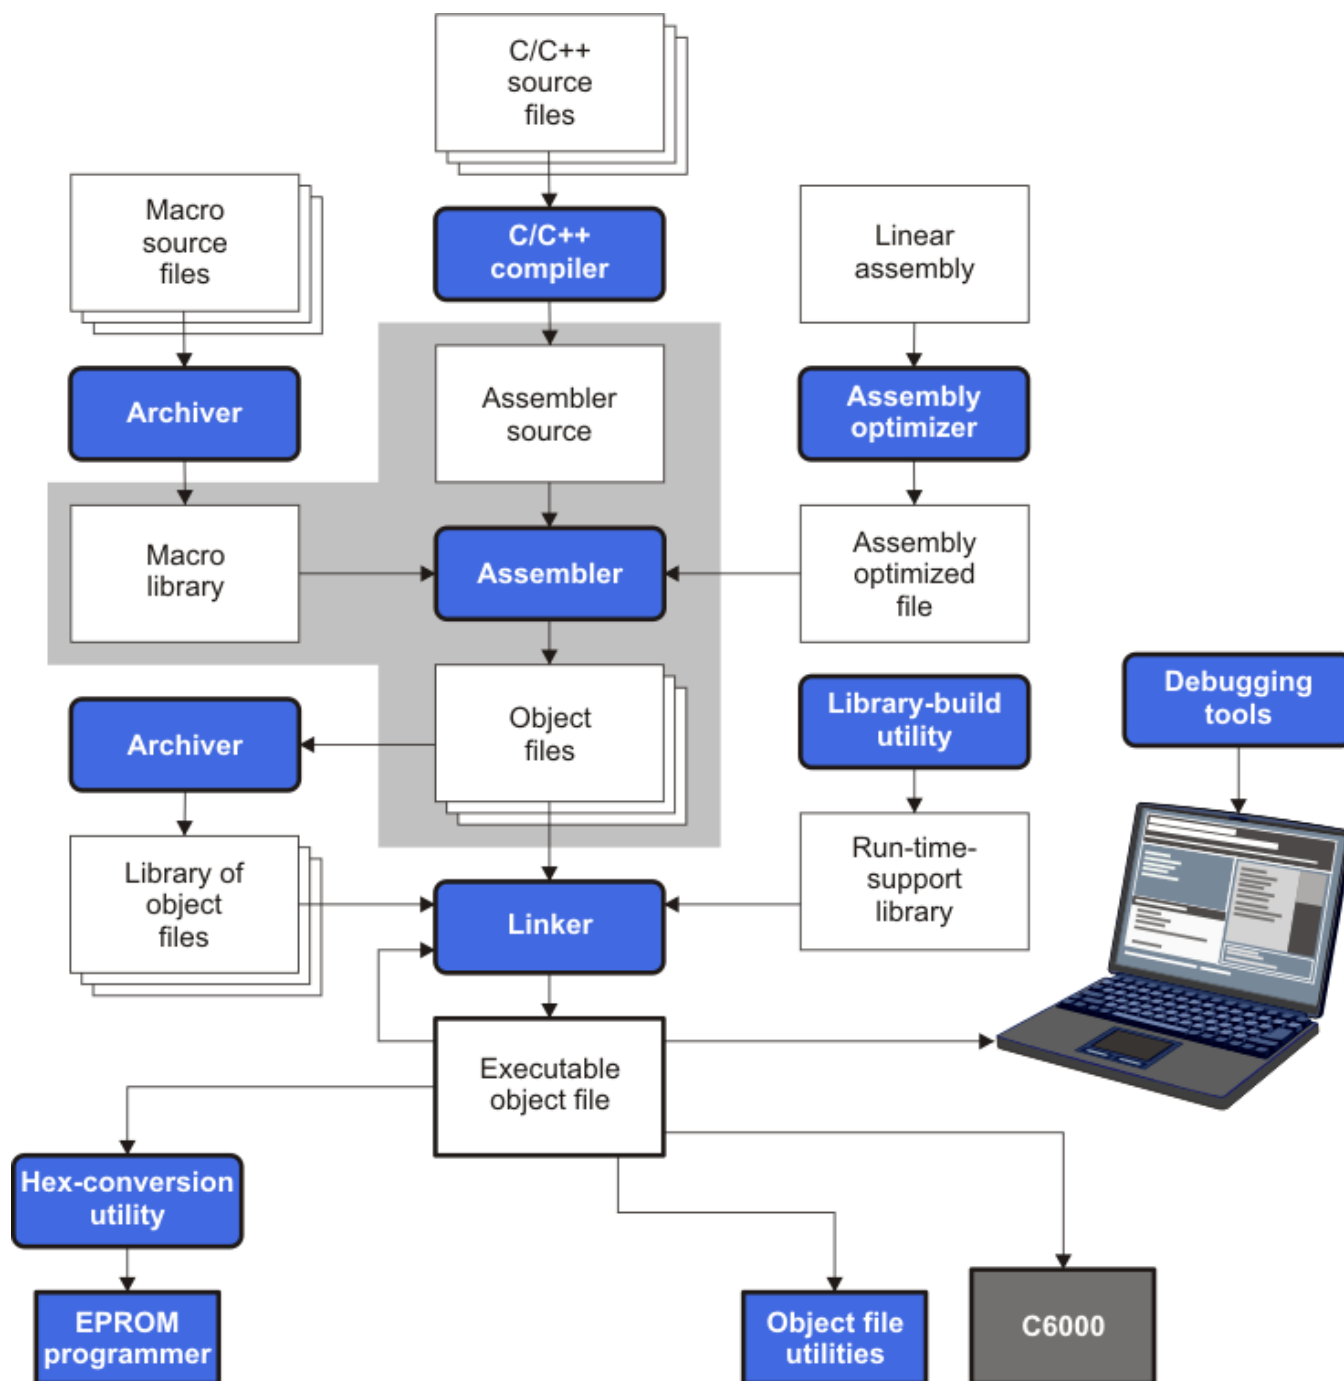 C/C++
source
files
Macro
source
files
C/C++
compiler
Linear
assembly
Archiver
Assembler
source
Assembly
optimizer
Macro
library
Assembler
Assembly
optimized
file
Archiver
Object
files
Library-build
utility
Debugging
tools
Library of
object
files
Linker
Run-time-
support
library
Executable
object file
Hex-conversion
utility
EPROM
programmer
Object file
utilities
C6000